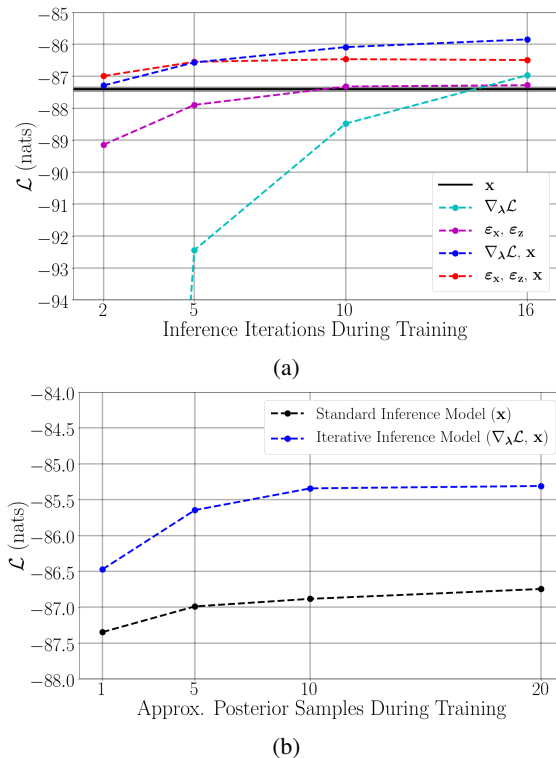 −85
−86
−87
−88
−89
−90
−91
−92
−93
−94
𝓛 (nats)
x
∇λ𝓛
εx, εz
∇λ𝓛, x
εx, εz, x
2 5 10 16
Inference Iterations During Training
(a)
−84.0
−84.5
−85.0
−85.5
−86.0
−86.5
−87.0
−87.5
−88.0
𝓛 (nats)
Standard Inference Model (x)
Iterative Inference Model (∇λ𝓛, x)
1 5 10 20
Approx. Posterior Samples During Training
(b)